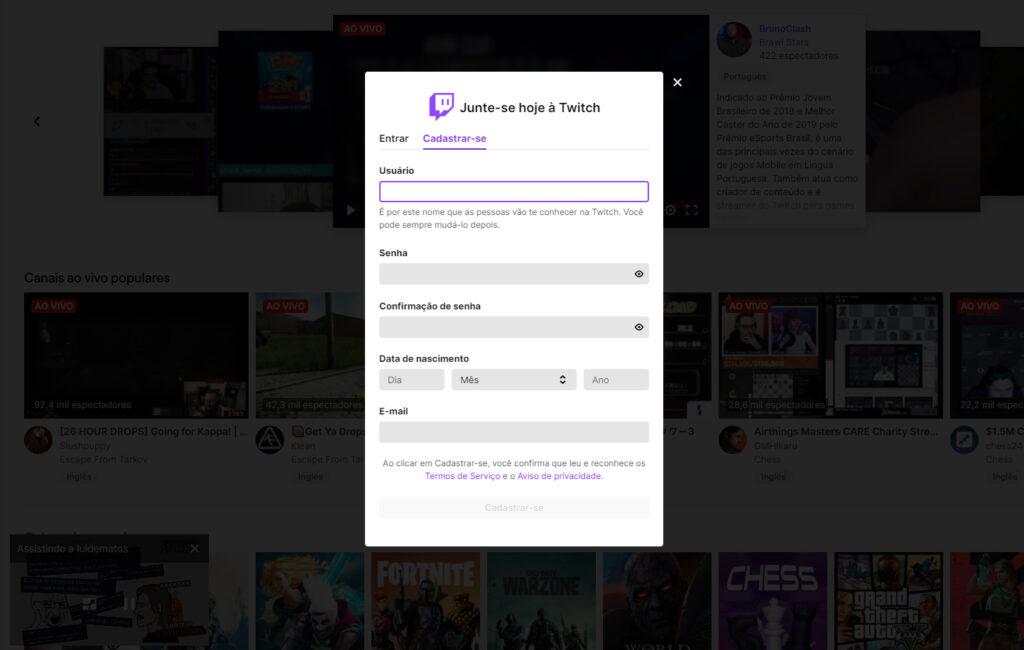 AO VIVO
BrunoClash
Brawl Stars
422 espectadores
Português
Indicado ao Prêmio Jovem
Brasileiro de 2018 e Melhor
Caster do Ano de 2019 pelo
Prêmio eSports Brasil, é uma
das principais vozes do cenário
de jogos Mobile em Língua
Portuguesa. Também atua como
criador de conteúdo e é
streamer do Twitch para games
Junte-se hoje à Twitch
Entrar Cadastrar-se
Usuário
É por este nome que as pessoas vão te conhecer na Twitch. Você
pode sempre mudá-lo depois.
Senha
Confirmação de senha
Data de nascimento
Dia Mês Ano
E-mail
Ao clicar em Cadastrar-se, você confirma que leu e reconhece os
Termos de Serviço e o Aviso de privacidade.
Cadastrar-se
Canais ao vivo populares
AO VIVO
92,4 mil espectadores
[26 HOUR DROPS] Going for Kappa! | ...
Slushpuppy
Escape From Tarkov
Inglês
AO VIVO
42,3 mil espectadores
Get Ya Drops
Klean
Escape From Tar
Inglês
AO VIVO
28,6 mil espectadores
Airthings Masters CARE Charity Stre...
GMHikaru
Chess
Inglês
AO VIVO
22,2 mil espect
$1.5M C
chess24
Chess
Inglês
Assistindo a luidematos
FORTNITE
WARZONE
WORLD
CHESS
grand
theft
auto